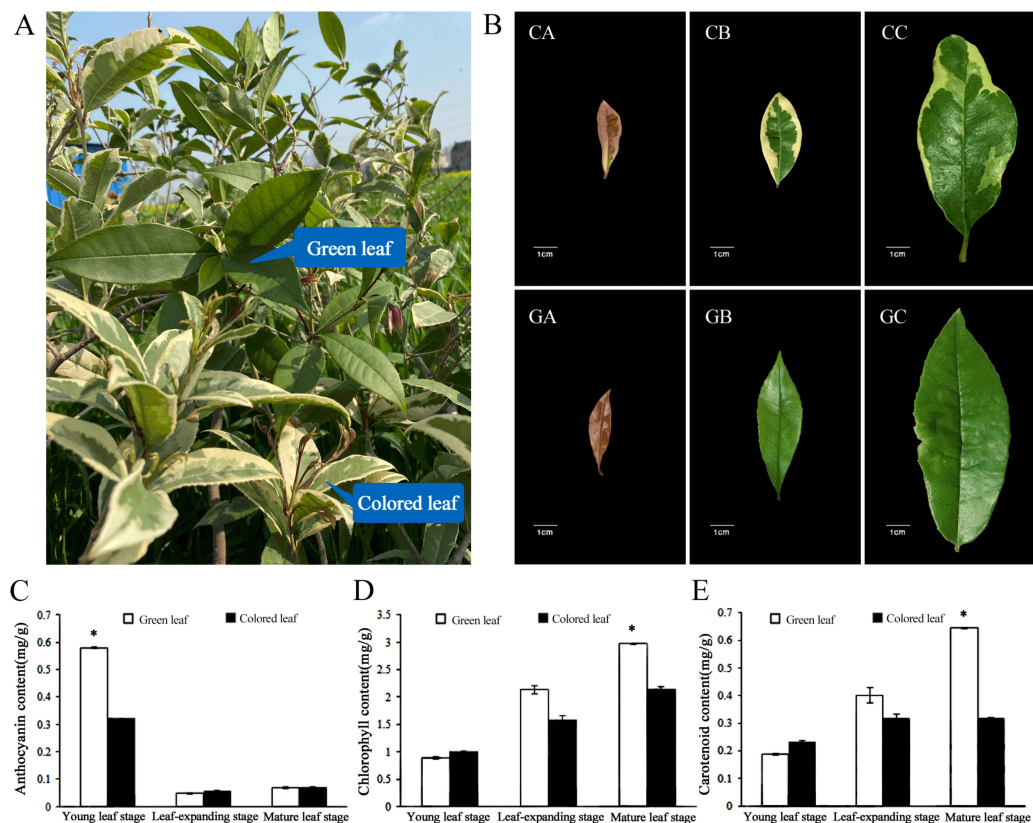 A
Green leaf
Colored leaf
B
CA
CB
CC
1cm
1cm
1cm
GA
GB
GC
1cm
1cm
1cm
C
Anthocyanin content(mg/g)
0.7
0.6
0.5
0.4
0.3
0.2
0.1
0
Green leaf
Colored leaf
*
Young leaf stage
Leaf-expanding stage
Mature leaf stage
D
Chlorophyll content(mg/g)
3.5
3
2.5
2
1.5
1
0.5
0
Green leaf
Colored leaf
*
Young leaf stage
Leaf-expanding stage
Mature leaf stage
E
Carotenoid content(mg/g)
0.7
0.6
0.5
0.4
0.3
0.2
0.1
0
Green leaf
Colored leaf
*
Young leaf stage
Leaf-expanding stage
Mature leaf stage